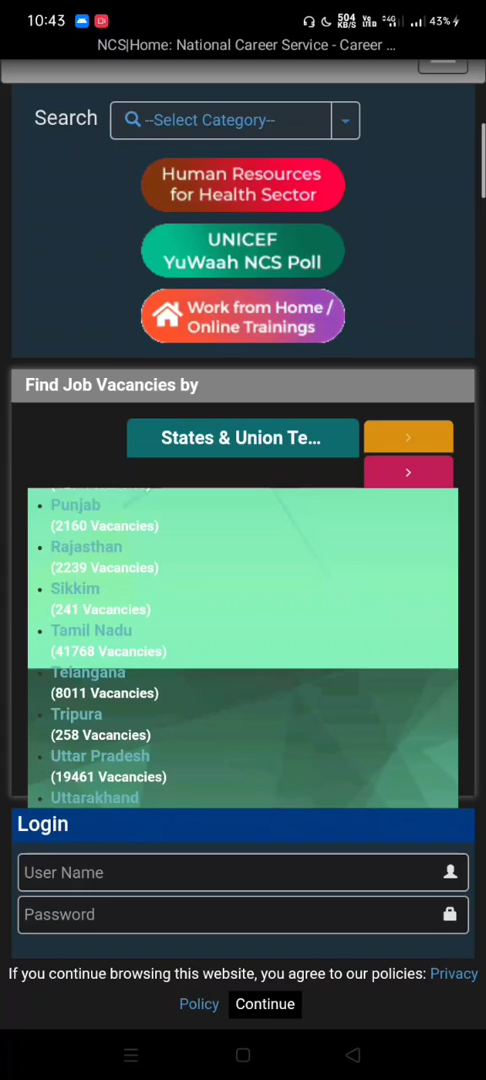 10:43
504
KB/S
4G
43%
NCS|Home: National Career Service - Career ...
Search
--Select Category--
Human Resources
for Health Sector
UNICEF
YuWaah NCS Poll
Work from Home /
Online Trainings
Find Job Vacancies by
States & Union Te...
Punjab
(2160 Vacancies)
Rajasthan
(2239 Vacancies)
Sikkim
(241 Vacancies)
Tamil Nadu
(41768 Vacancies)
Telangana
(8011 Vacancies)
Tripura
(258 Vacancies)
Uttar Pradesh
(19461 Vacancies)
Uttarakhand
Login
User Name
Password
If you continue browsing this website, you agree to our policies: Privacy
Policy Continue